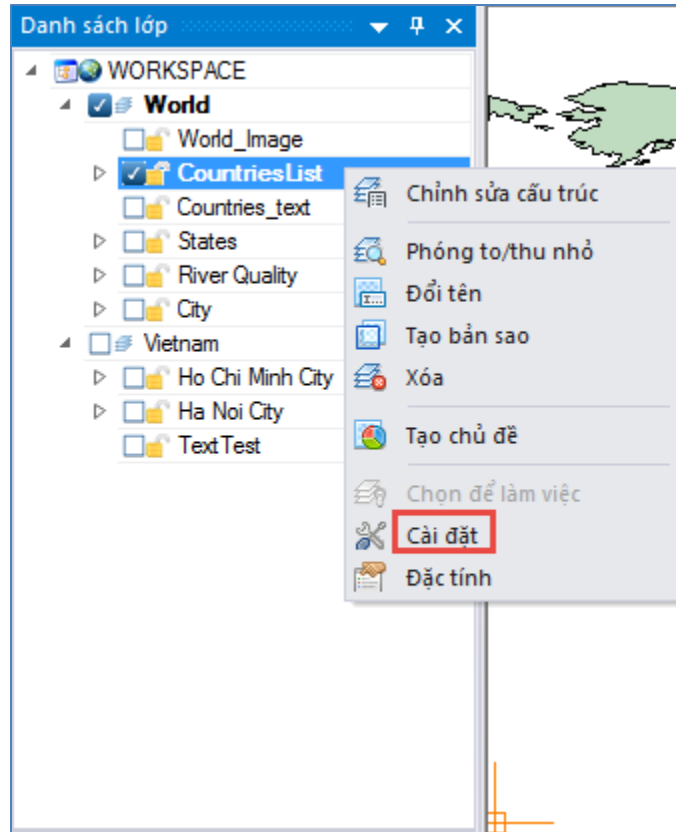 Danh sách lớp
WORKSPACE
World
World_Image
CountriesList
Countries_text
States
River Quality
City
Vietnam
Ho Chi Minh City
Ha Noi City
TextTest
Chỉnh sửa cấu trúc
Phóng to/thu nhỏ
Đổi tên
Tạo bản sao
Xóa
Tạo chủ đề
Chọn để làm việc
Cài đặt
Đặc tính